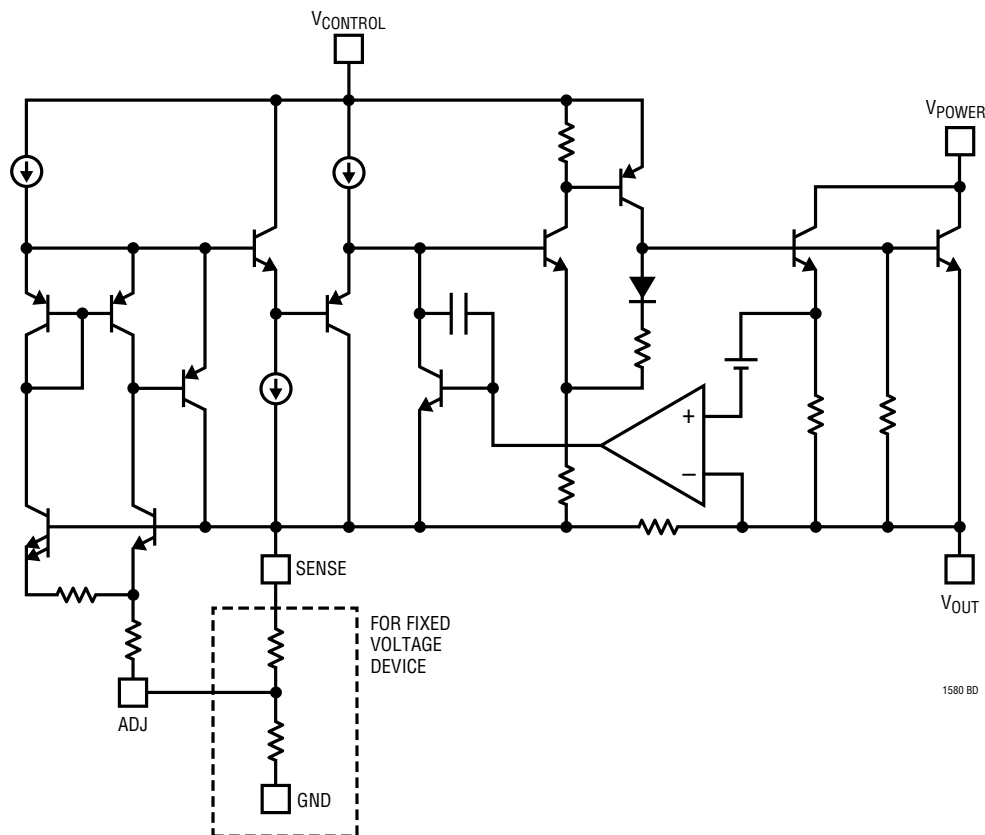 VCONTROL
VPOWER
+
−
SENSE
VOUT
FOR FIXED
VOLTAGE
DEVICE
ADJ
1580 BD
GND